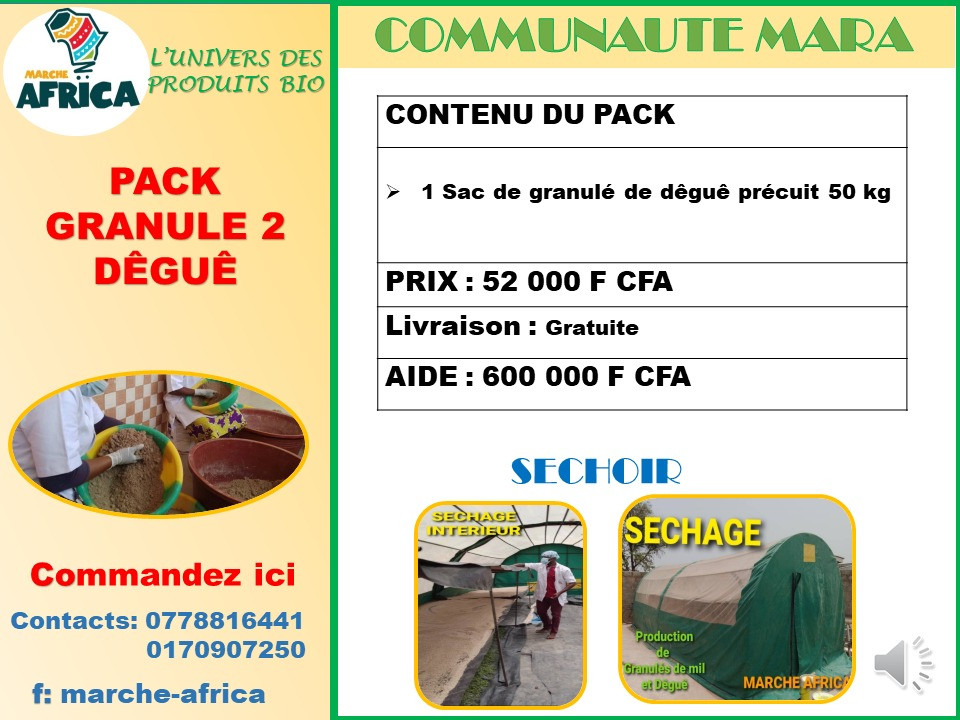 MARCHE
AFRICA
L'UNIVERS DES
PRODUITS BIO
PACK
GRANULE 2
DÊGUÊ
Commandez ici
Contacts: 0778816441
0170907250
f: marche-africa
COMMUNAUTE MARA
CONTENU DU PACK
➢ 1 Sac de granulé de dêguê précuit 50 kg
PRIX : 52 000 F CFA
Livraison : Gratuite
AIDE : 600 000 F CFA
SECHOIR
SECHAGE
INTERIEUR
SECHAGE
Production
de
Granulés de mil
et Dêguê
MARCHE AFRICA